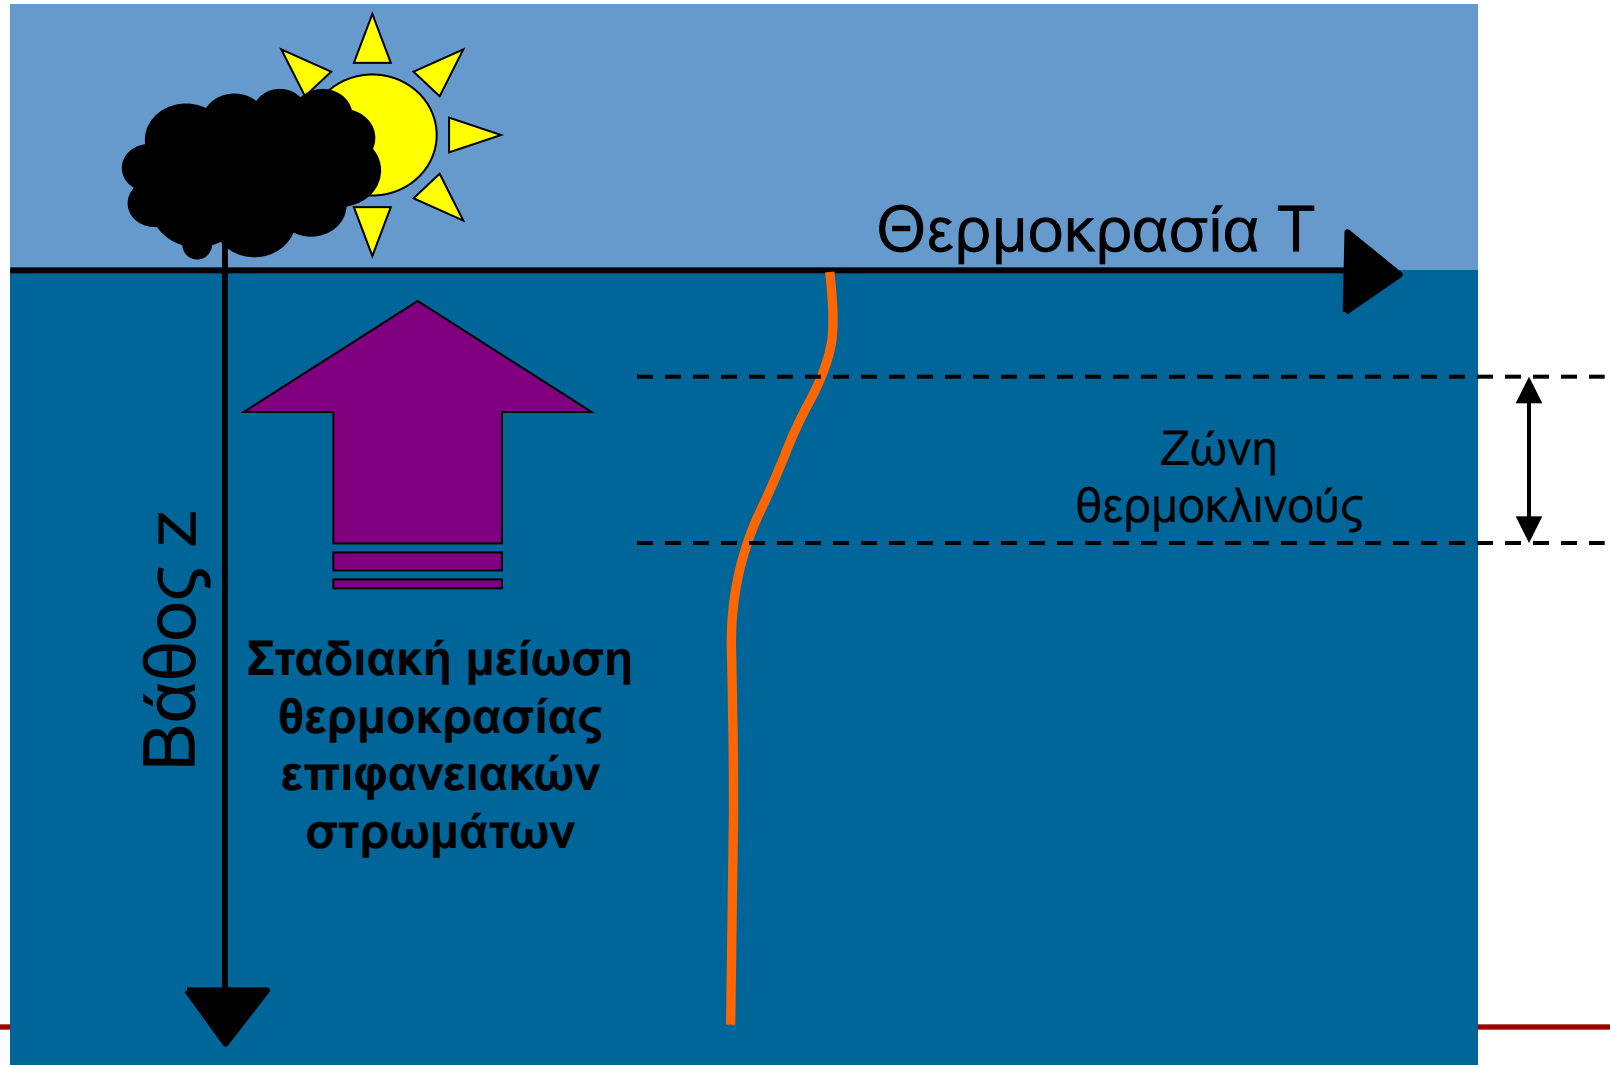 Θερμοκρασία T
Ζώνη
θερμοκλινούς
Βάθος z
Σταδιακή μείωση
θερμοκρασίας
επιφανειακών
στρωμάτων